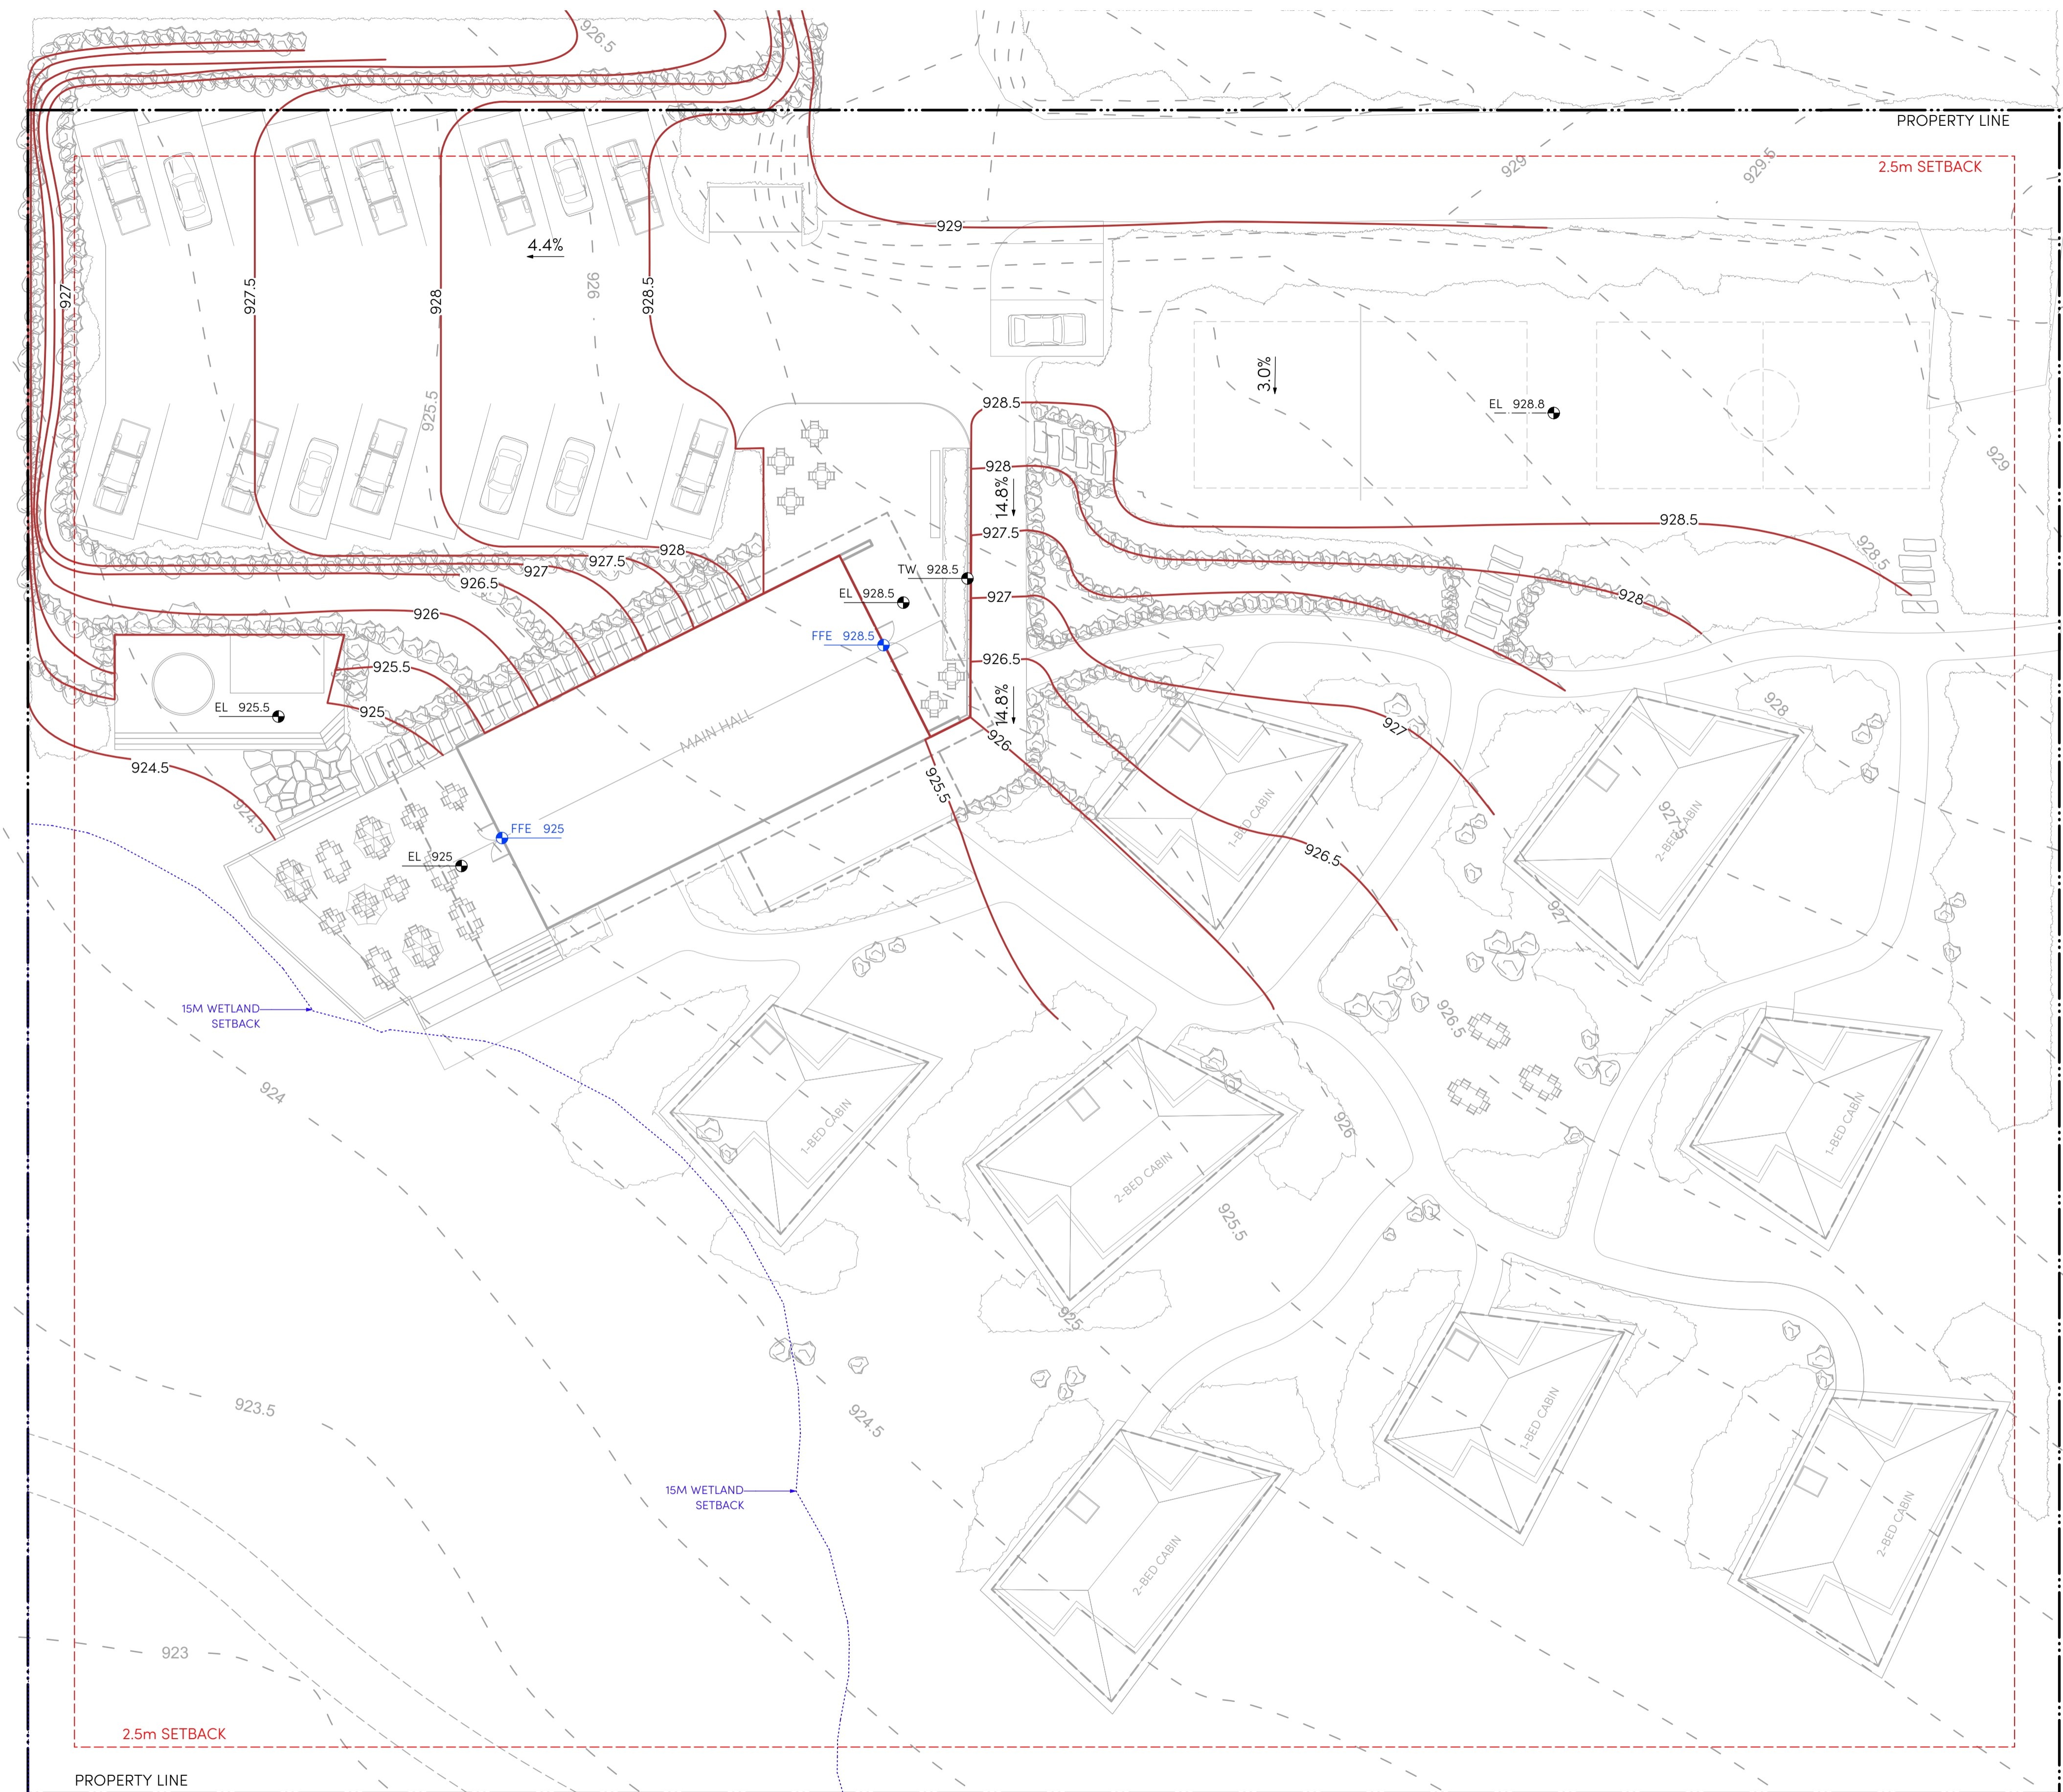 926.5
PROPERTY LINE
2.5m SETBACK
929
929.5
929
4.4%
927
927.5
928
926
928.5
3.0%
925.5
928.5
EL 928.8
928
14.8%
929
927.5
928.5
928.5
928
927.5
927
926.5
TW 928.5
EL 928.5
927
928
926
FFE 928.5
925.5
926.5
14.8%
EL 925.5
925
MAIN HALL
926
927
928
924.5
925.5
924.5
1-BED CABIN
927.5
2-BED CABIN
FFE 925
EL 925
926.5
927
15M WETLAND
SETBACK
926.5
924
926
1-BED CABIN
1-BED CABIN
2-BED CABIN
925.5
925
923.5
924.5
1-BED CABIN
15M WETLAND
SETBACK
2-BED CABIN
2-BED CABIN
923
2.5m SETBACK
PROPERTY LINE